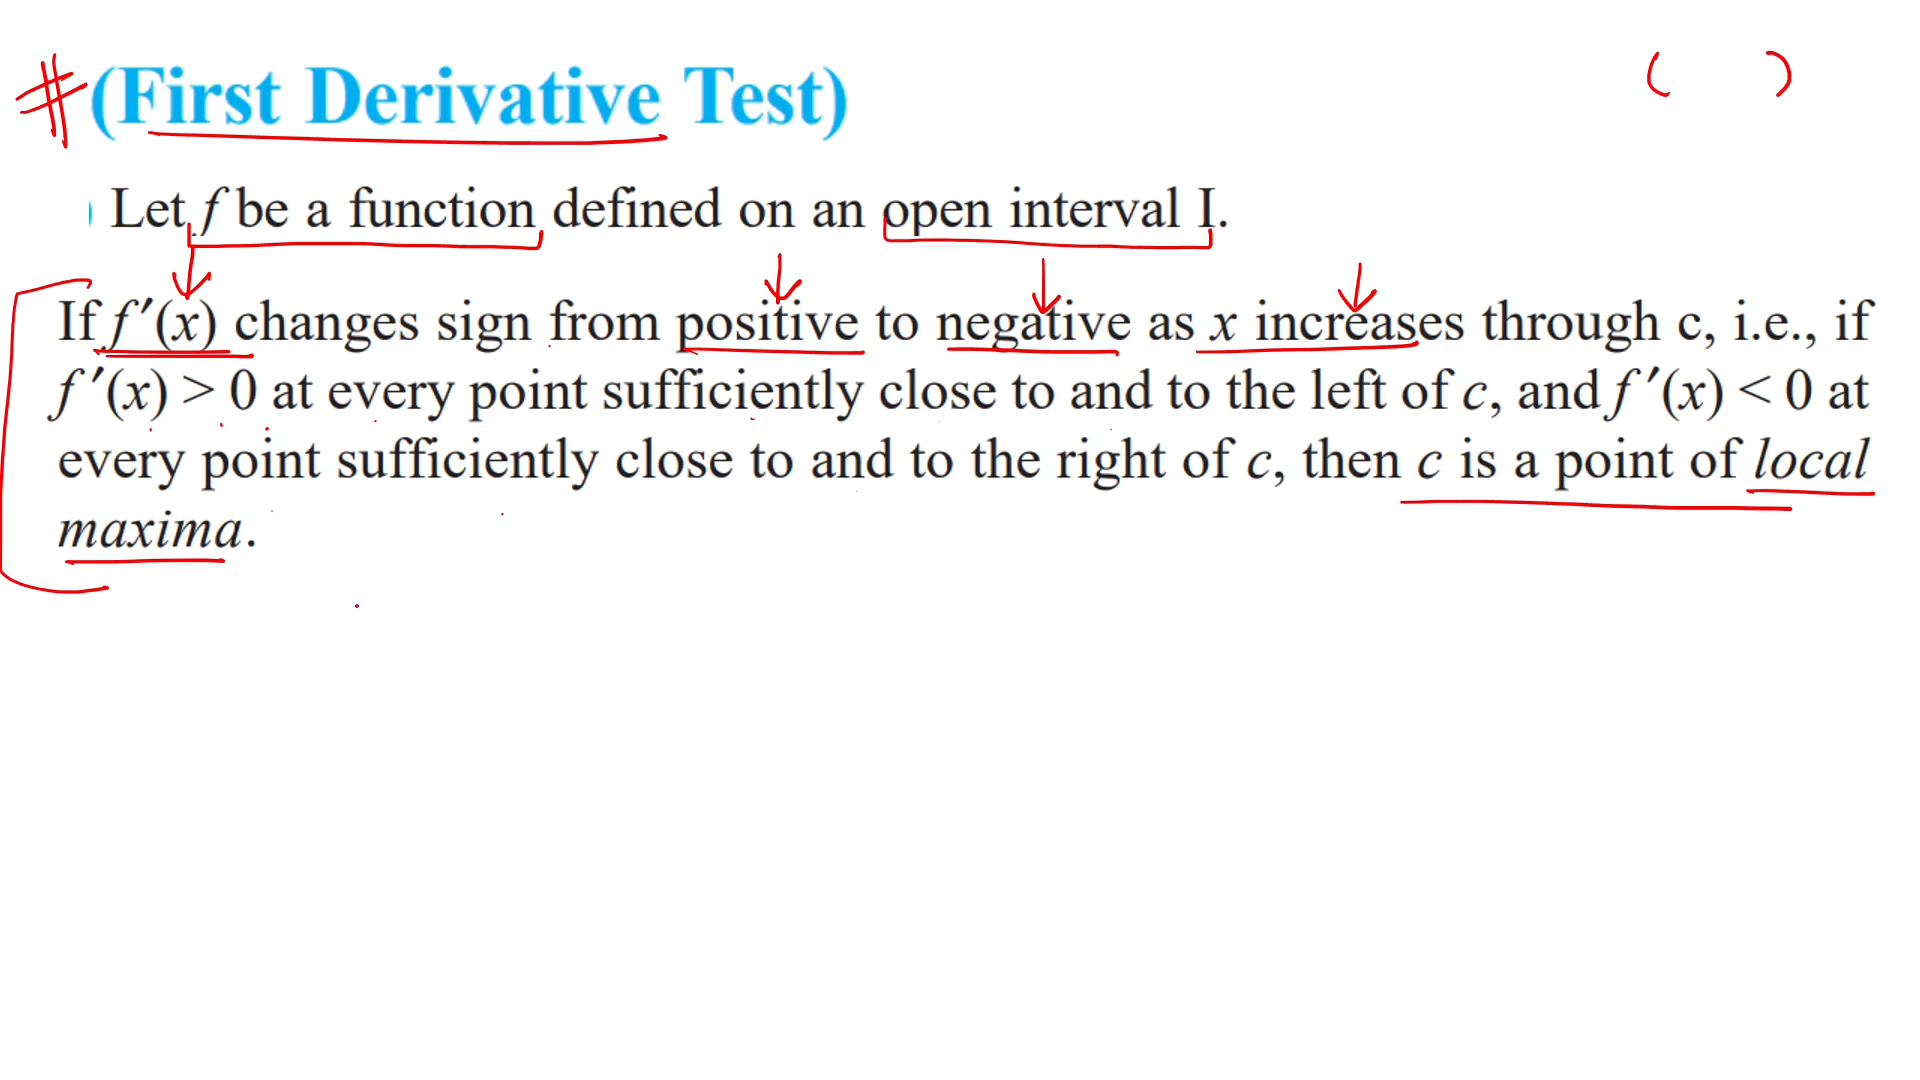 # (First Derivative Test) ( )
Let f be a function defined on an open interval I.
If f′(x) changes sign from positive to negative as x increases through c, i.e., if
f′(x) > 0 at every point sufficiently close to and to the left of c, and f′(x) < 0 at
every point sufficiently close to and to the right of c, then c is a point of local
maxima.